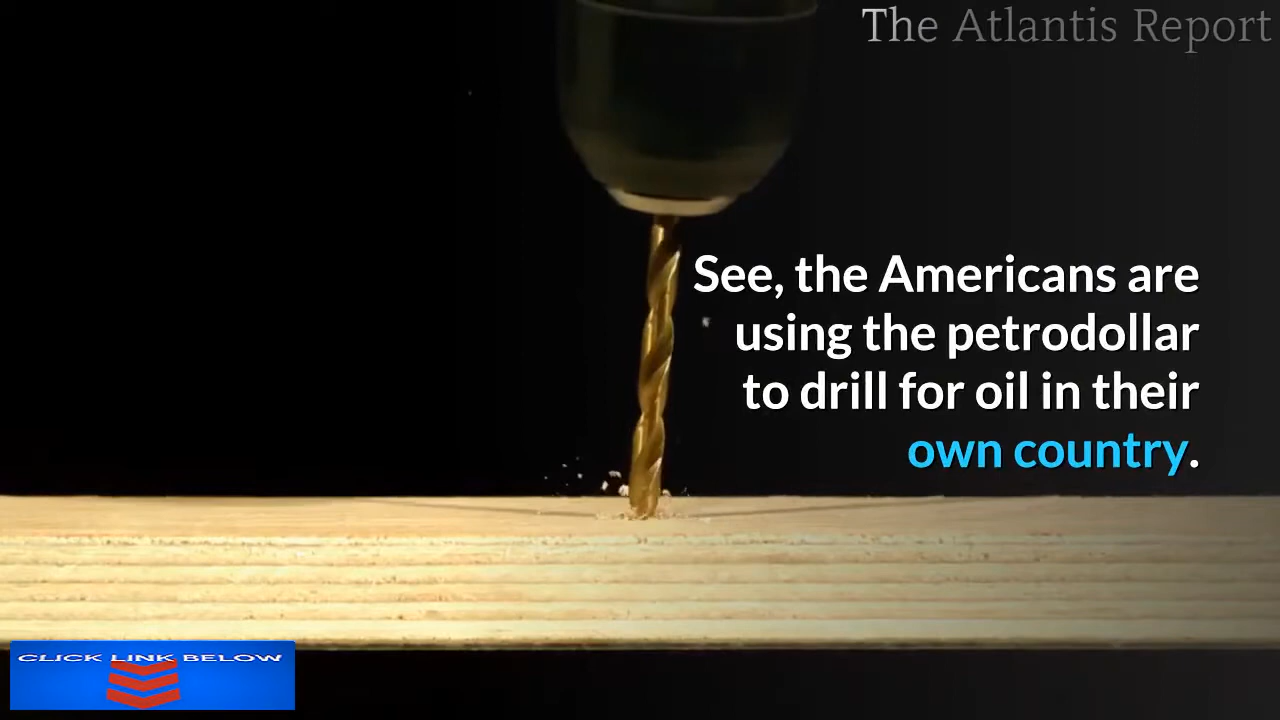 The Atlantis Report
See, the Americans are
using the petrodollar
to drill for oil in their
own country.
CLICK LINK BELOW